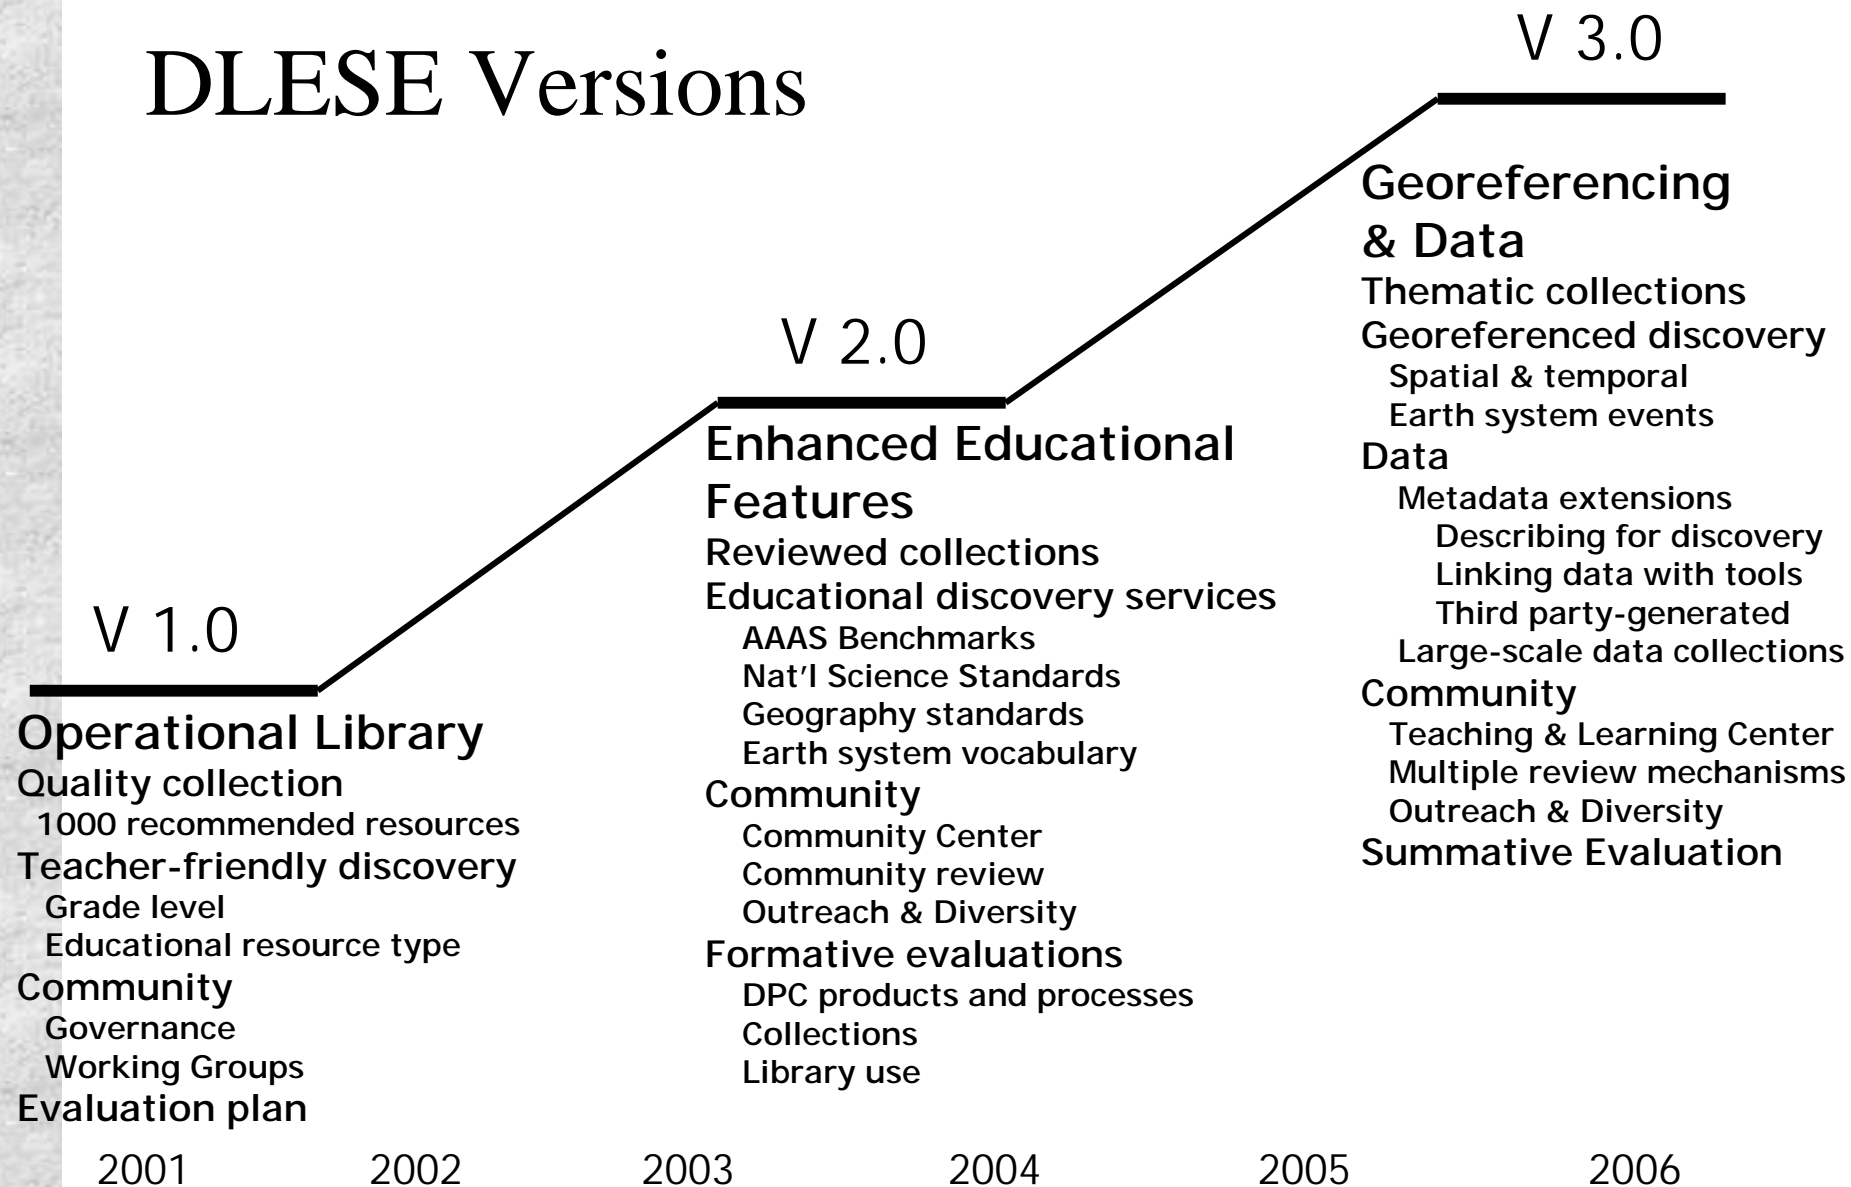 DLESE Versions
V 1.0
Operational Library
Quality collection
1000 recommended resources
Teacher-friendly discovery
Grade level
Educational resource type
Community
Governance
Working Groups
Evaluation plan
V 2.0
Enhanced Educational
Features
Reviewed collections
Educational discovery services
AAAS Benchmarks
Nat’l Science Standards
Geography standards
Earth system vocabulary
Community
Community Center
Community review
Outreach & Diversity
Formative evaluations
DPC products and processes
Collections
Library use
V 3.0
Georeferencing
& Data
Thematic collections
Georeferenced discovery
Spatial & temporal
Earth system events
Data
Metadata extensions
Describing for discovery
Linking data with tools
Third party-generated
Large-scale data collections
Community
Teaching & Learning Center
Multiple review mechanisms
Outreach & Diversity
Summative Evaluation
2001 2002 2003 2004 2005 2006